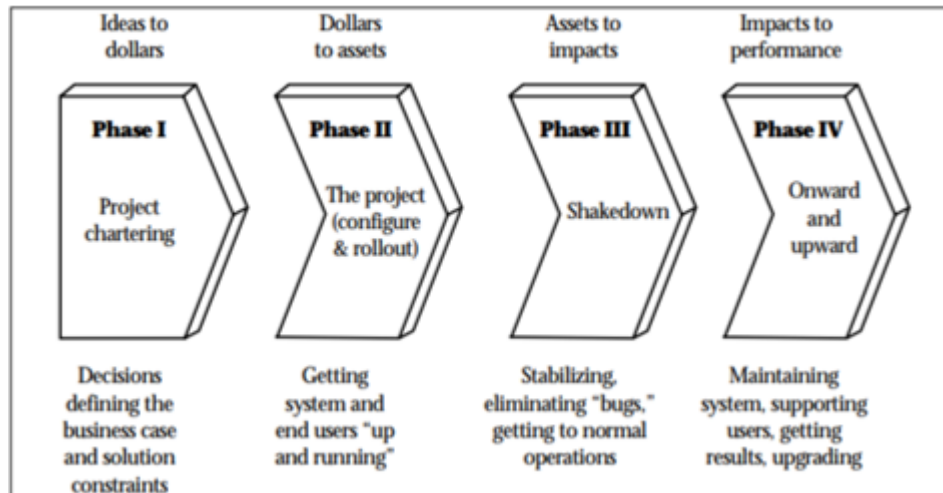 Ideas to
dollars
Dollars
to assets
Assets to
impacts
Impacts to
performance
Phase I
Project
chartering
Phase II
The project
(configure
& rollout)
Phase III
Shakedown
Phase IV
Onward
and
upward
Decisions
defining the
business case
and solution
constraints
Getting
system and
end users “up
and running”
Stabilizing,
eliminating “bugs,”
getting to normal
operations
Maintaining
system, supporting
users, getting
results, upgrading